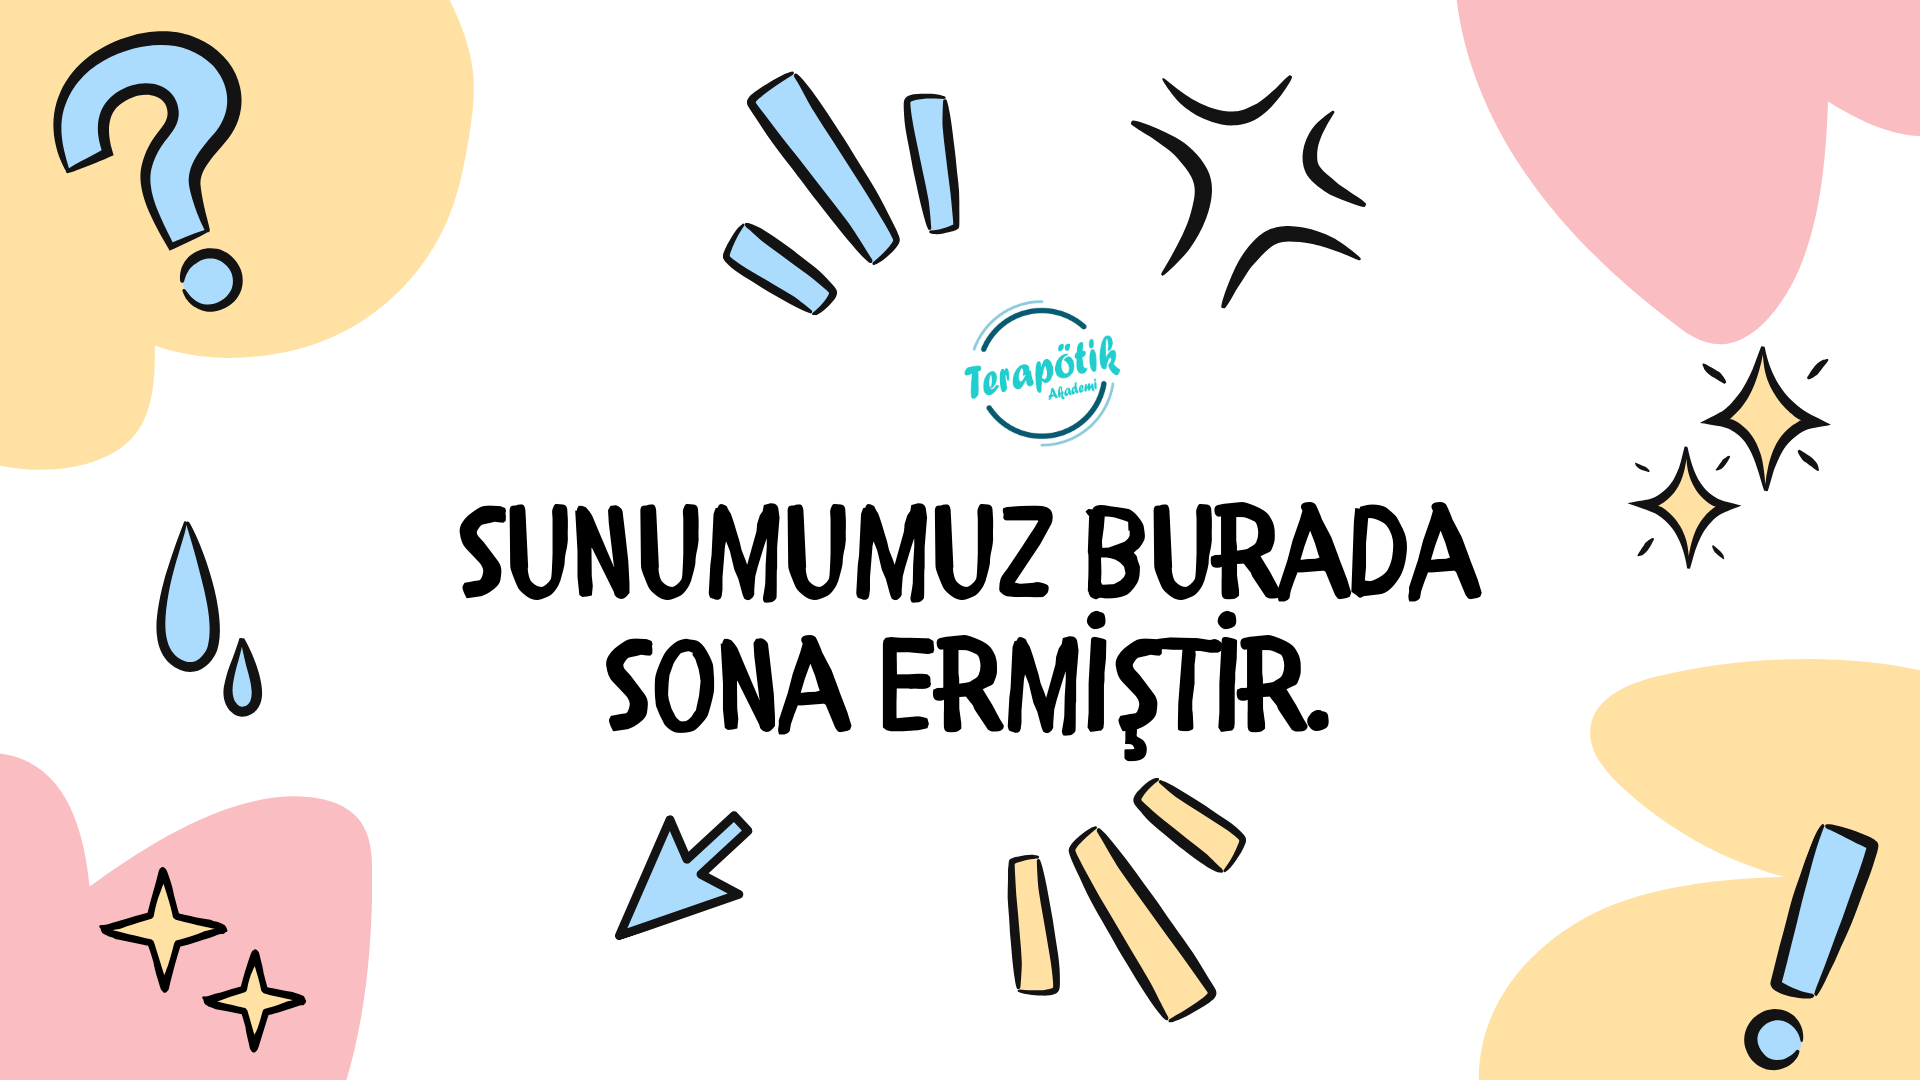 Terapötik
Akademi
SUNUMUMUZ BURADA
SONA ERMİŞTİR.